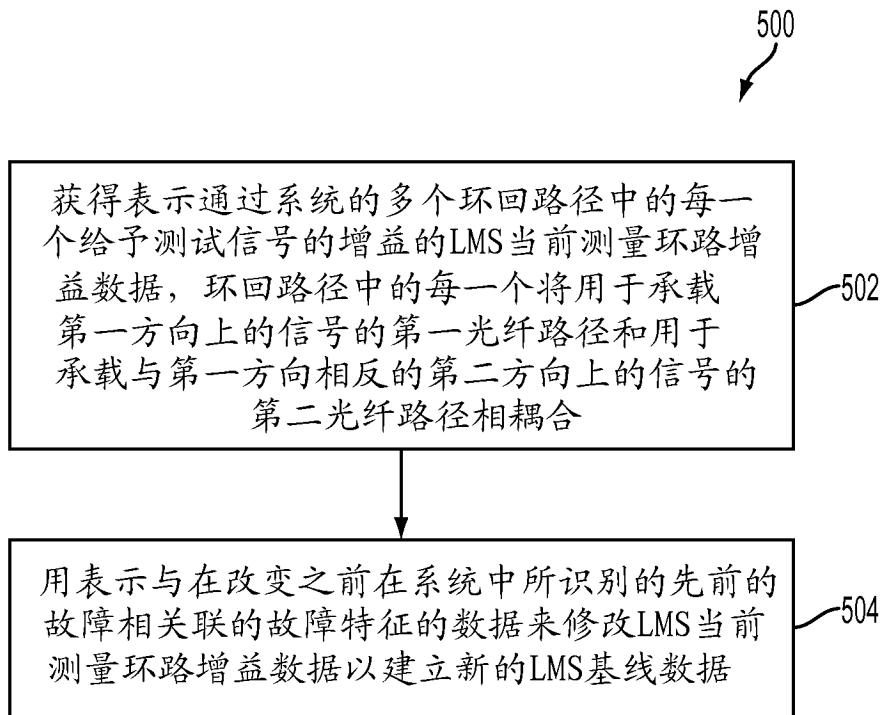 500
获得表示通过系统的多个环回路径中的每一
个给予测试信号的增益的LMS当前测量环路增
益数据，环回路径中的每一个将用于承载
第一方向上的信号的第一光纤路径和用于
承载与第一方向相反的第二方向上的信号的
第二光纤路径相耦合
502
用表示与在改变之前在系统中所识别的先前的
故障相关联的故障特征的数据来修改LMS当前
测量环路增益数据以建立新的LMS基线数据
504